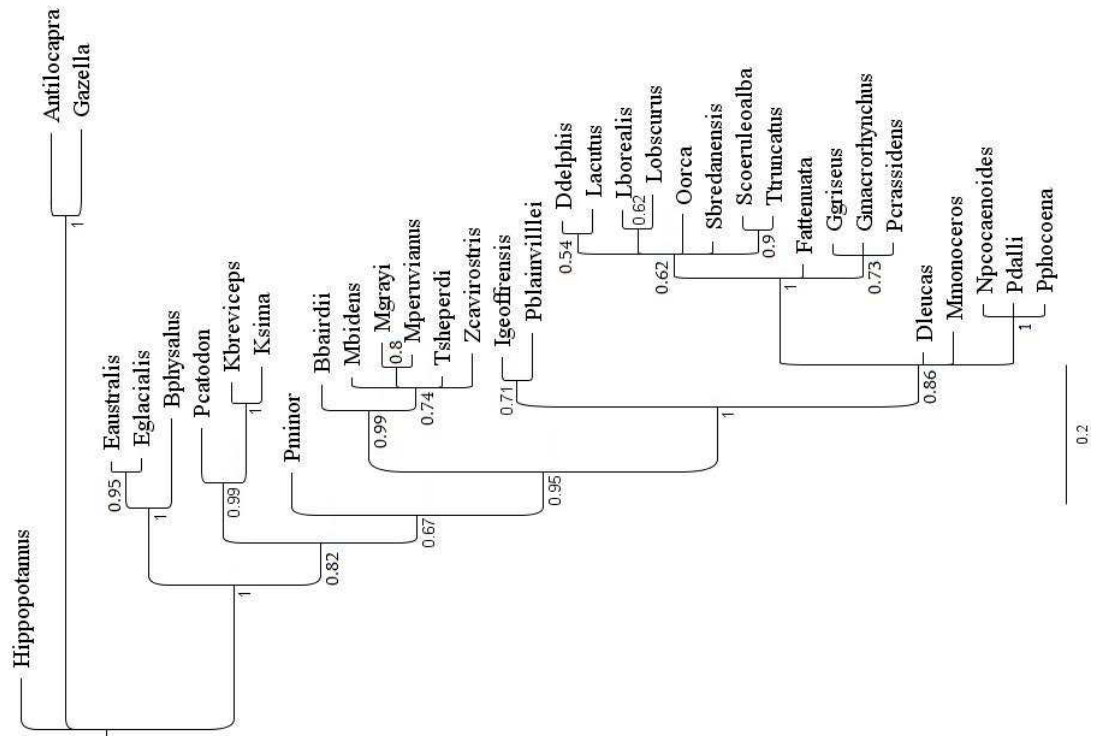 Hippopotamus
Antilocapra
Gazella
1
Eaustralis
Eglacialis
0.95
Bphysalus
1
Pcatodon
Kbreviceps
Ksima
1
0.99
1
0.82
Pminor
0.67
Bbairdii
Mbidens
Mgrayi
Mperuvianus
0.8
Tsheperdi
Zcavirostris
0.74
0.99
0.95
Igeoffrensis
Pblainvilllei
0.71
1
Ddelphis
Lacutus
0.54
Lborealis
Lobscurus
0.62
Oorca
Sbredanensis
Scoeruleoalba
Ttruncatus
0.9
0.62
Fattenuata
1
Ggriseus
Gmacrorhynchus
Pcrassidens
0.73
Dleucas
Mmonoceros
0.86
Npcocaenoides
Pdalli
Pphocoena
1
0.2